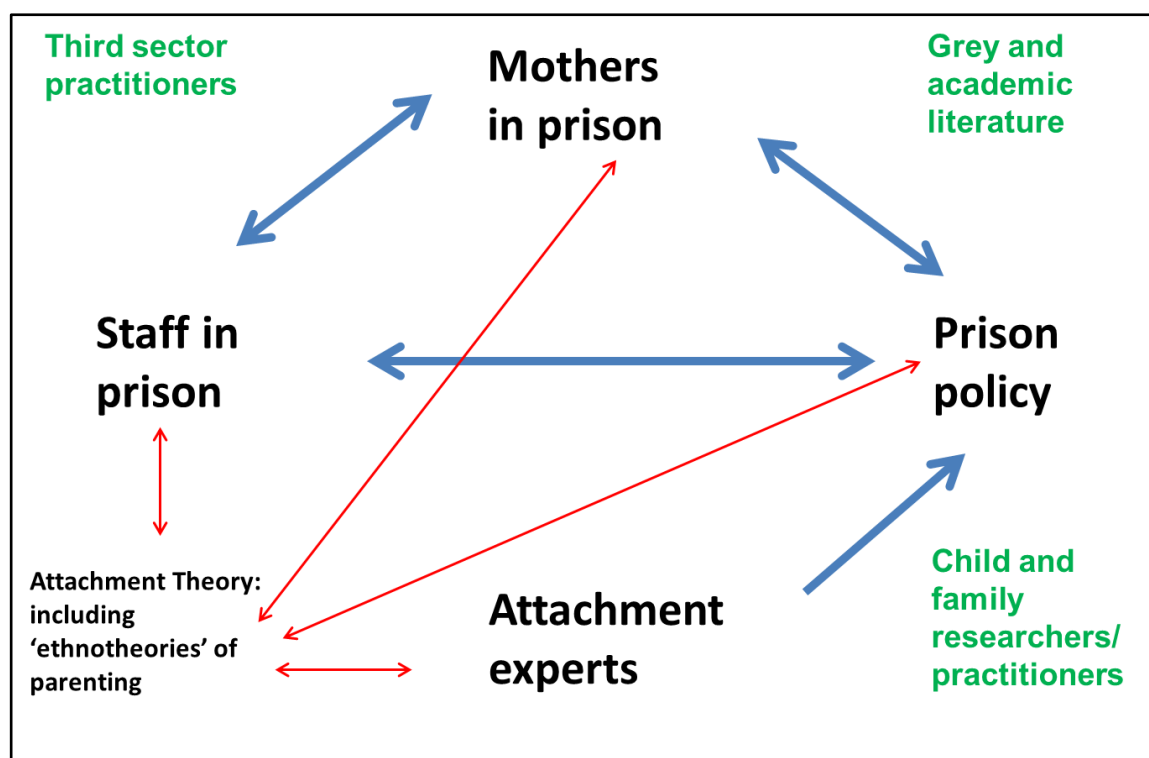 Third sector
practitioners
Mothers
in prison
Grey and
academic
literature
Staff in
prison
Prison
policy
Attachment Theory:
including
‘ethnotheories’ of
parenting
Attachment
experts
Child and
family
researchers/
practitioners